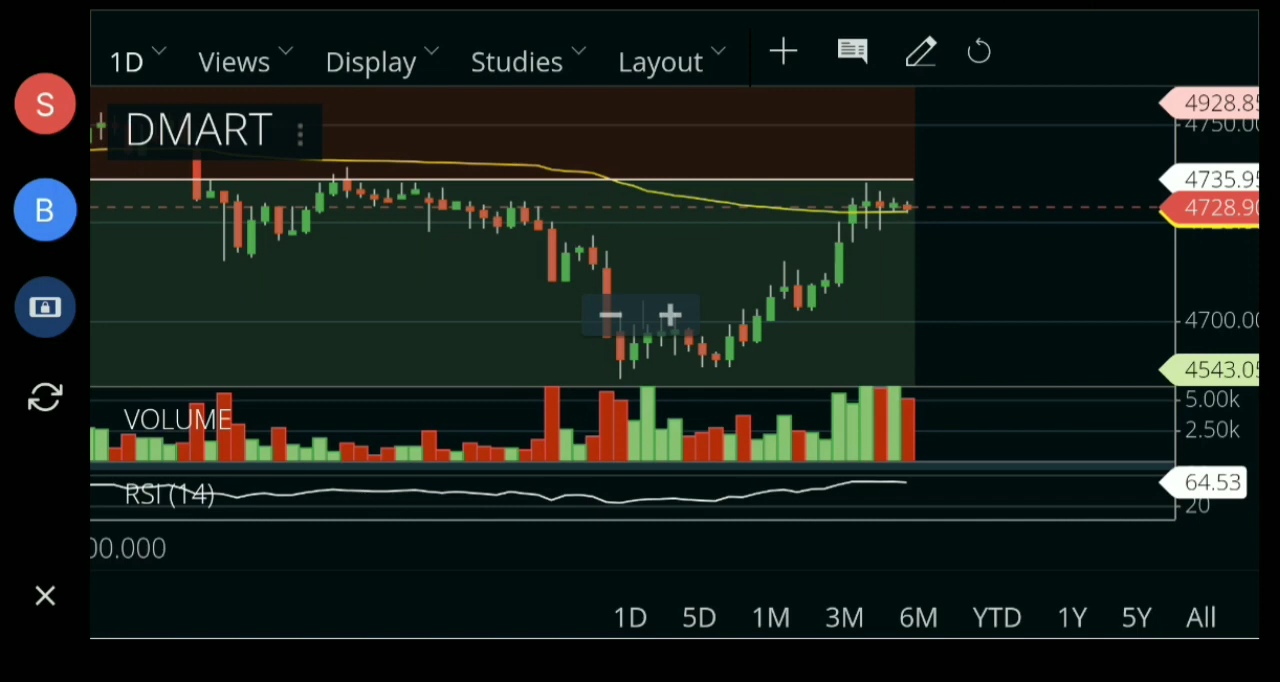 S
B
1D Views Display Studies Layout
DMART
4928.85
4750.00
4735.95
4728.90
4700.00
4543.05
VOLUME
5.00k
2.50k
RSI (14)
64.53
20
00.000
1D 5D 1M 3M 6M YTD 1Y 5Y All